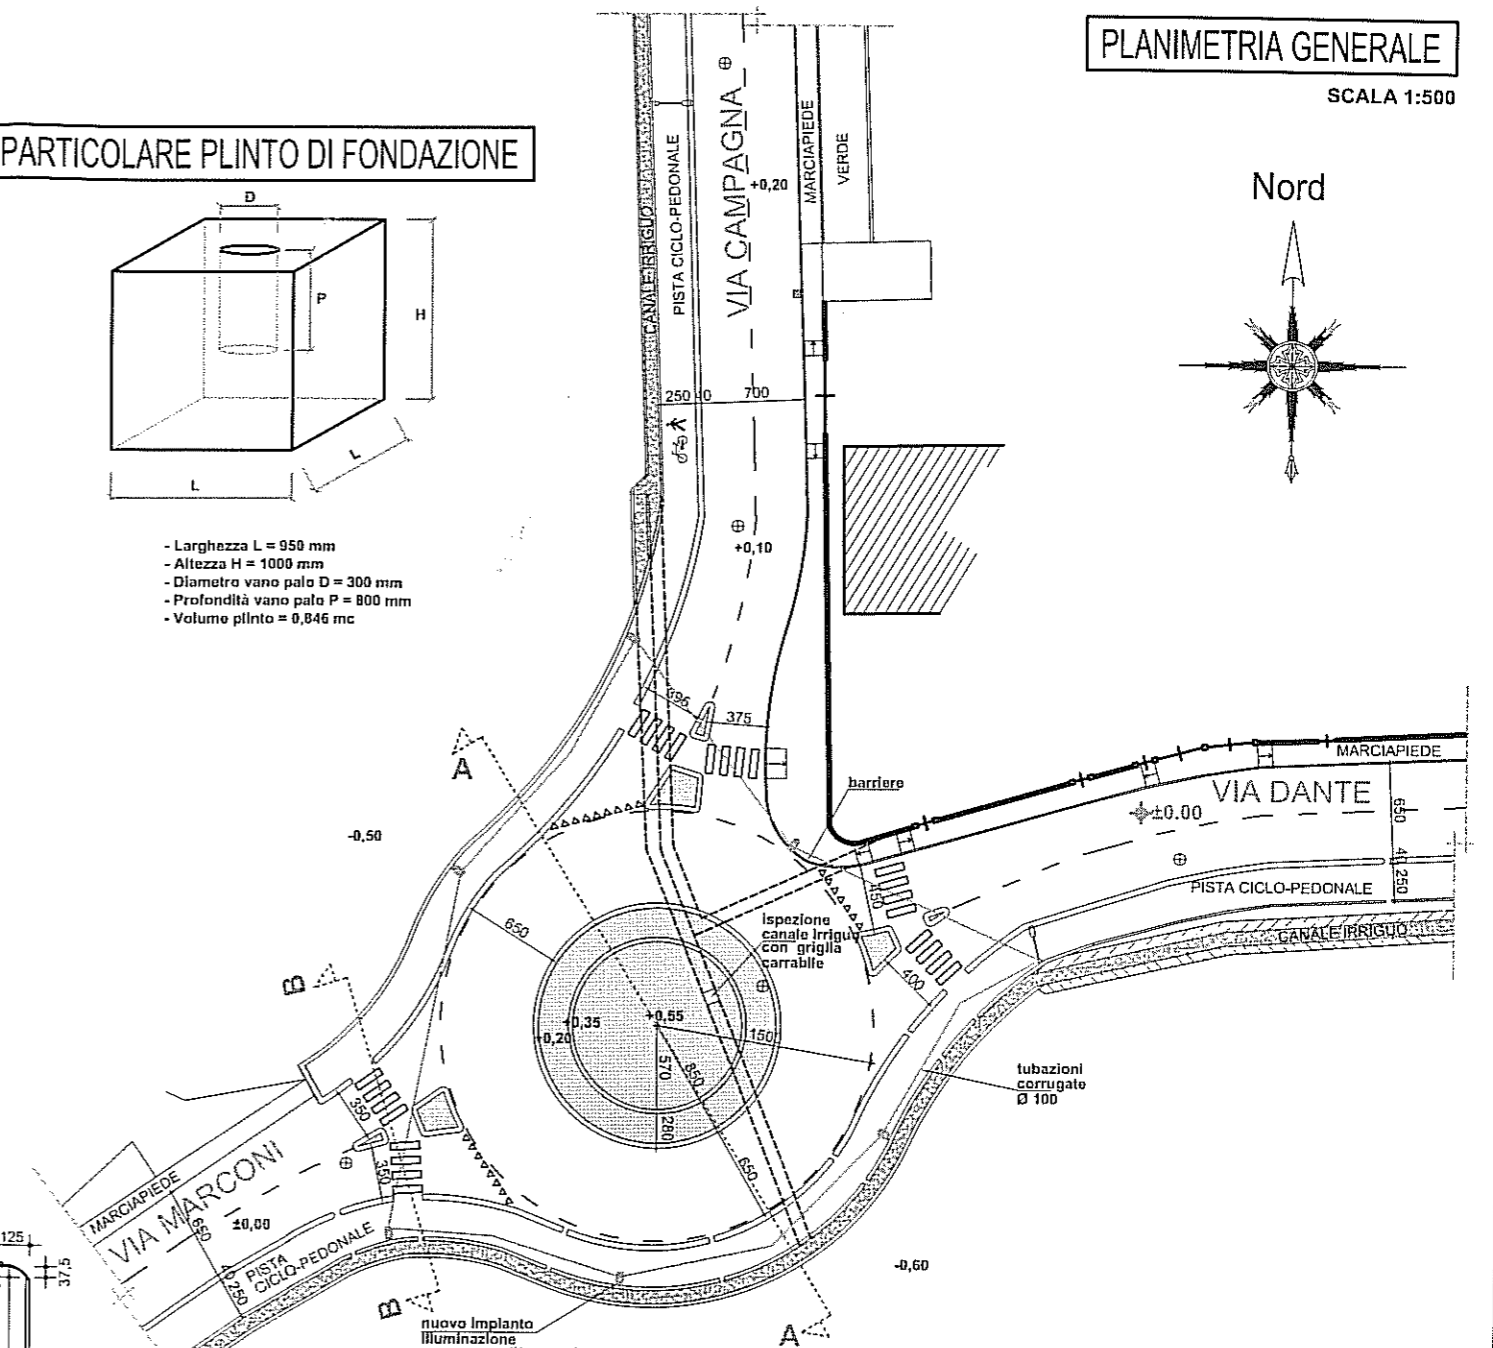 PLANIMETRIA GENERALE
SCALA 1:500
Nord
PARTICOLARE PLINTO DI FONDAZIONE
D
P
H
L
L
- Larghezza L = 950 mm
- Altezza H = 1000 mm
- Diametro vano palo D = 300 mm
- Profondità vano palo P = 800 mm
- Volume plinto = 0,846 mc
CANALE IRRIGUO
PISTA CICLO-PEDONALE
VIA CAMPAGNA
+0,20
MARCIAPIEDE
VERDE
250
40
700
+0,10
396
375
A
-0,50
barriere
MARCIAPIEDE
VIA DANTE
±0.00
650
40
250
PISTA CICLO-PEDONALE
CANALE IRRIGUO
450
400
650
ispezione
canale irriguo
con griglia
carrabile
B
+0,35
+0,20
+0,55
150
570
850
280
650
tubazioni
corrugate
Ø 100
350
350
MARCIAPIEDE
VIA MARCONI
650
±0,00
PISTA
CICLO-PEDONALE
40
250
125
37,5
B
nuovo impianto
illuminazione
A
-0,60